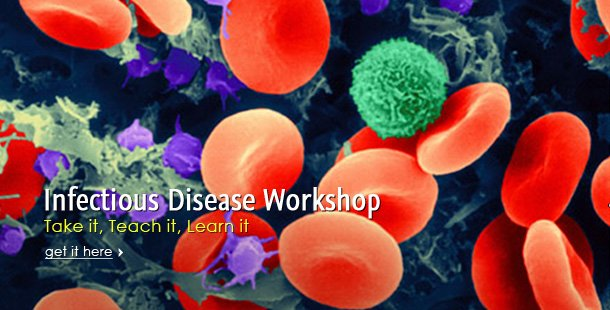 Infectious Disease Workshop
Take it, Teach it, Learn it
get it here ›